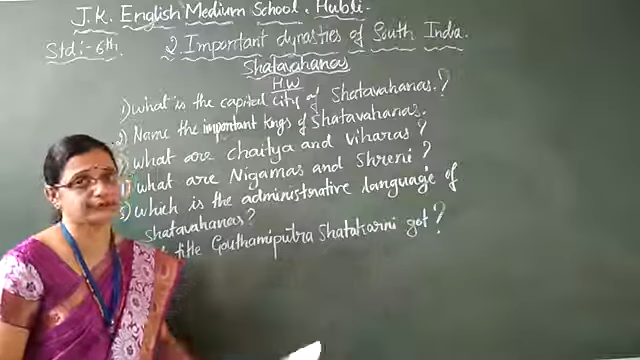 J.K. English Medium School. Hubli.
Std:- 6th. 2. Important dynasties of South India.
Shatavahanas
HW
1) what is the capital city of Shatavahanas.?
2) Name the important kings of Shatavahanas.
what are chaitya and viharas?
what are Nigamas and Shreni?
5) which is the administrative language of
shatavahanas?
title Gouthamiputra Shatakarni got?